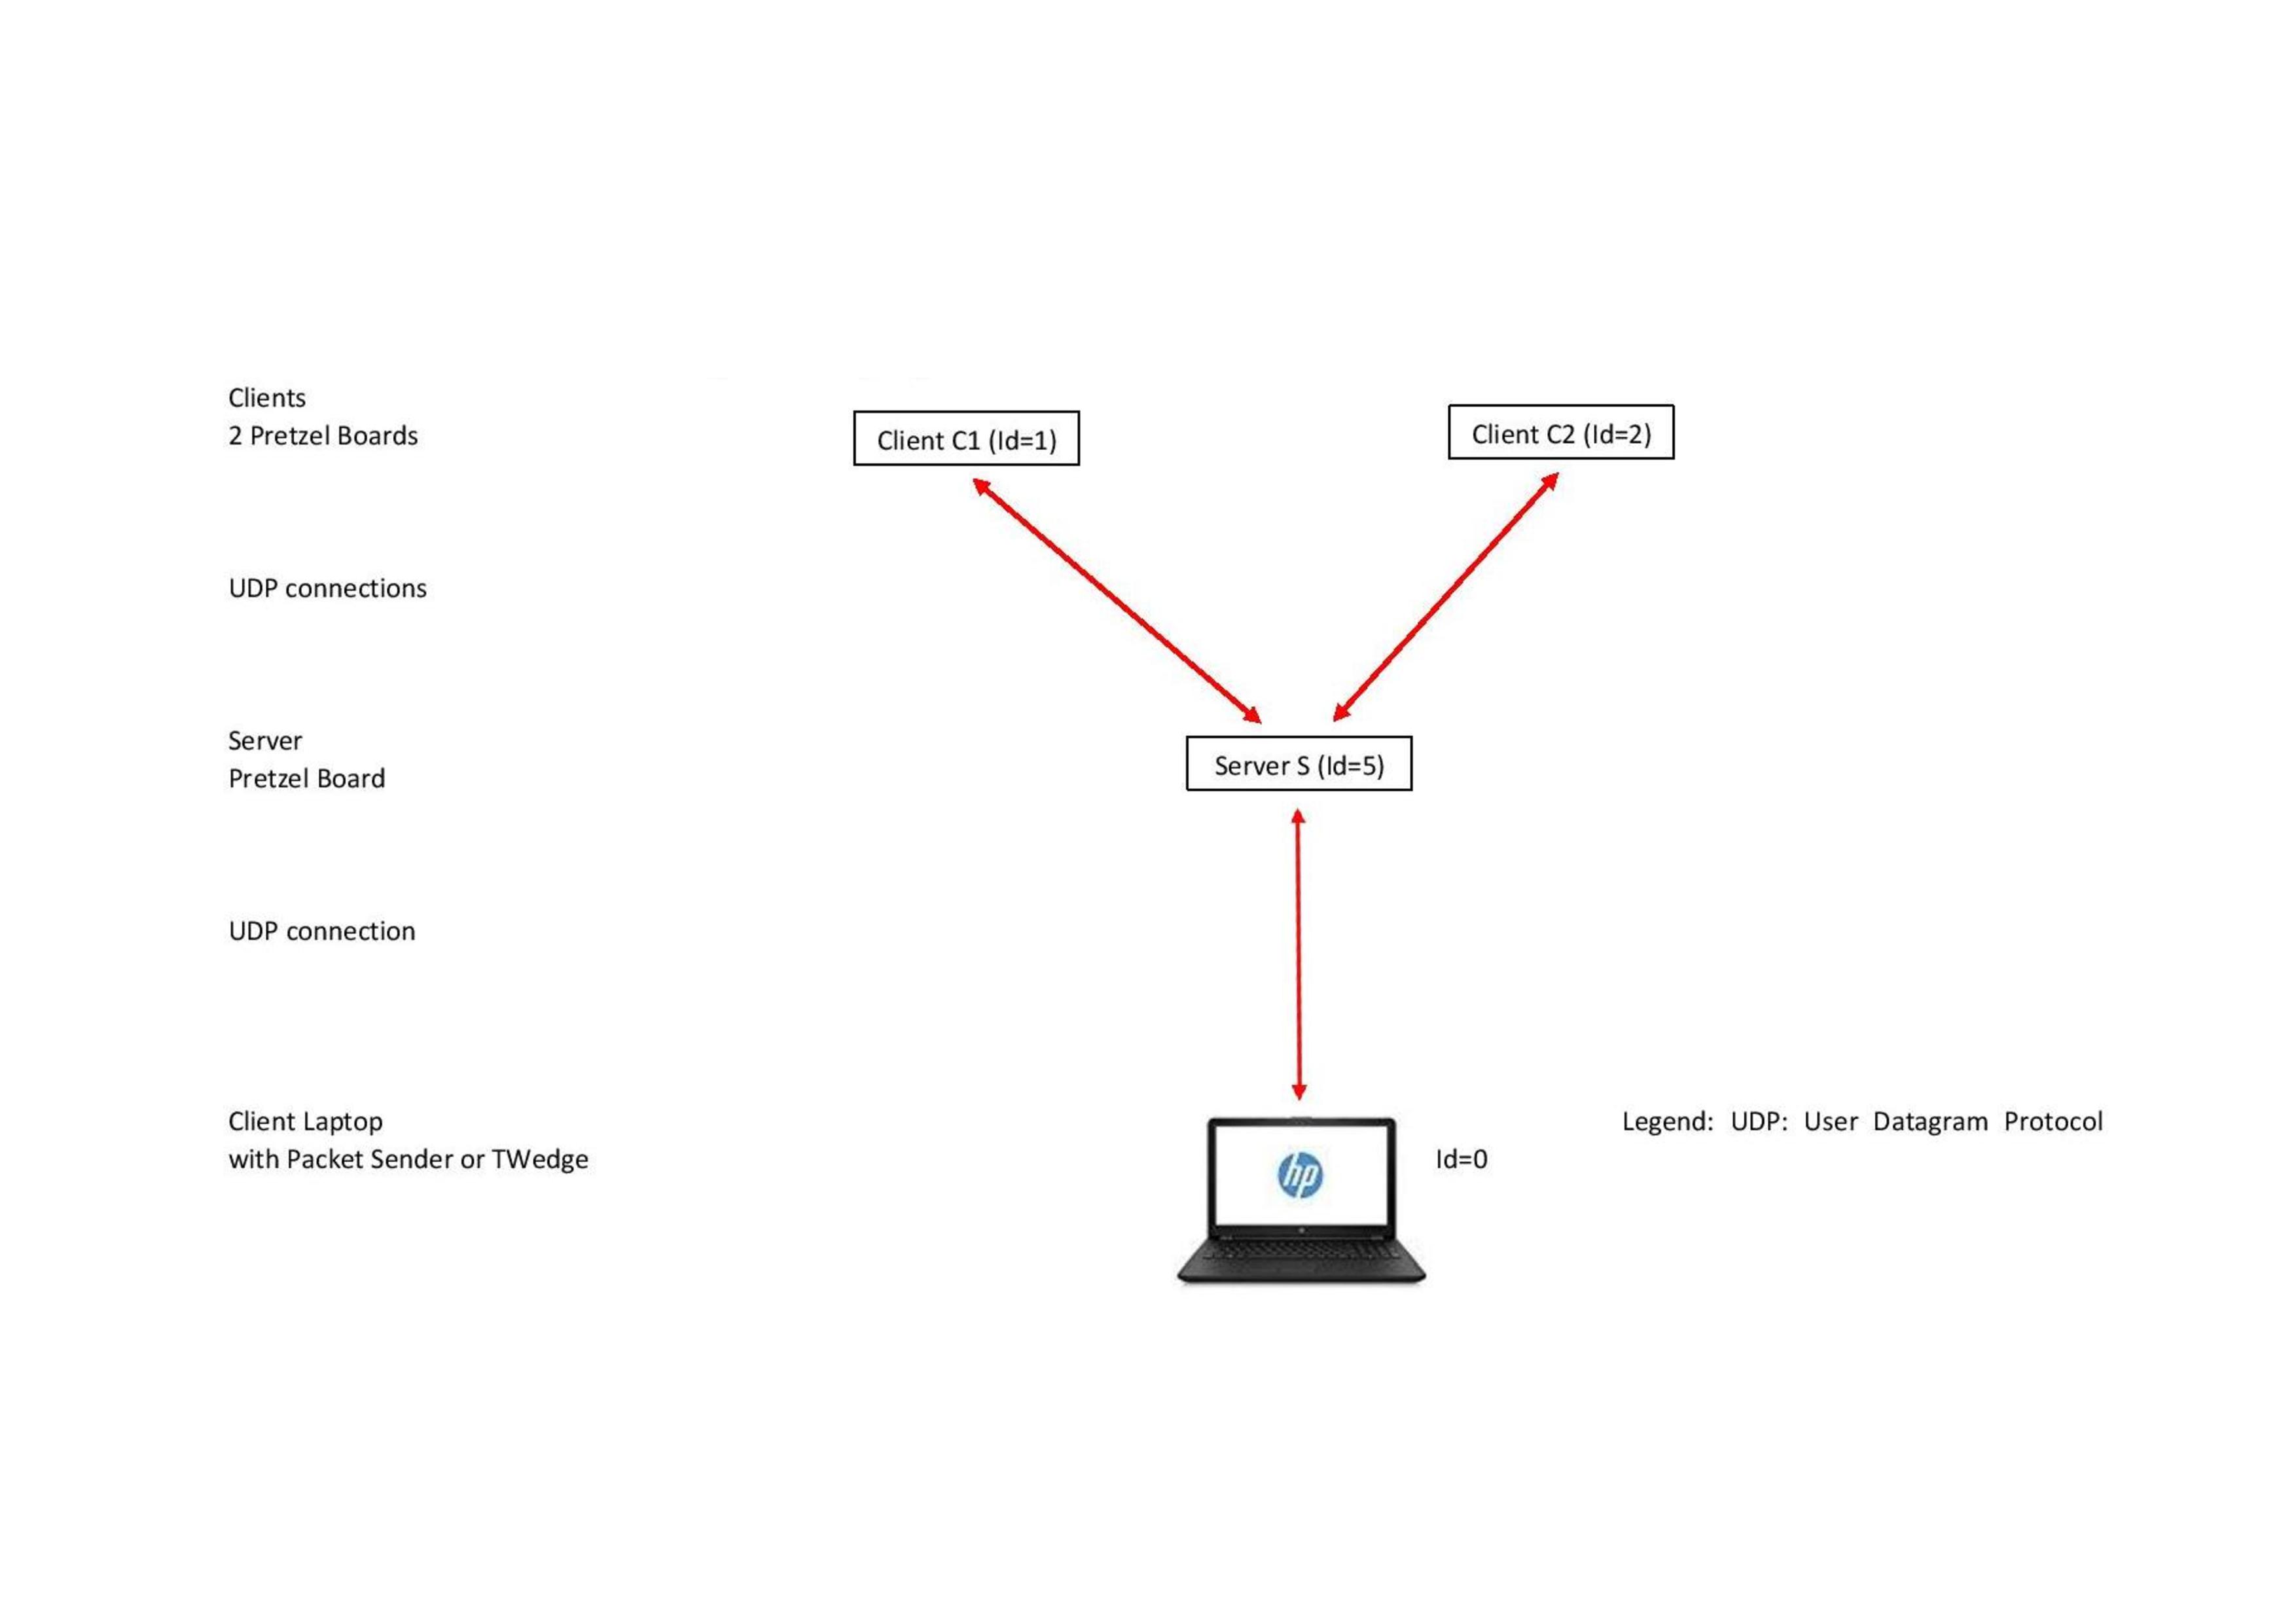 Clients
2 Pretzel Boards
Client C1 (Id=1)
Client C2 (Id=2)
UDP connections
Server
Pretzel Board
Server S (Id=5)
UDP connection
Client Laptop
with Packet Sender or TWedge
hp
Id=0
Legend: UDP: User Datagram Protocol